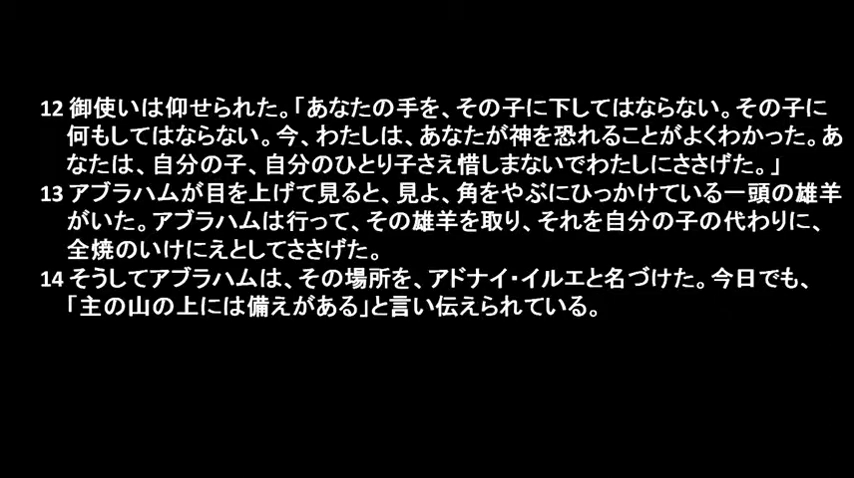 12 御使いは仰せられた。「あなたの手を、その子に下してはならない。その子に
何もしてはならない。今、わたしは、あなたが神を恐れることがよくわかった。あ
なたは、自分の子、自分のひとり子さえ惜しまないでわたしにささげた。」
13 アブラハムが目を上げて見ると、見よ、角をやぶにひっかけている一頭の雄羊
がいた。アブラハムは行って、その雄羊を取り、それを自分の子の代わりに、
全焼のいけにえとしてささげた。
14 そうしてアブラハムは、その場所を、アドナイ・イルエと名づけた。今日でも、
「主の山の上には備えがある」と言い伝えられている。